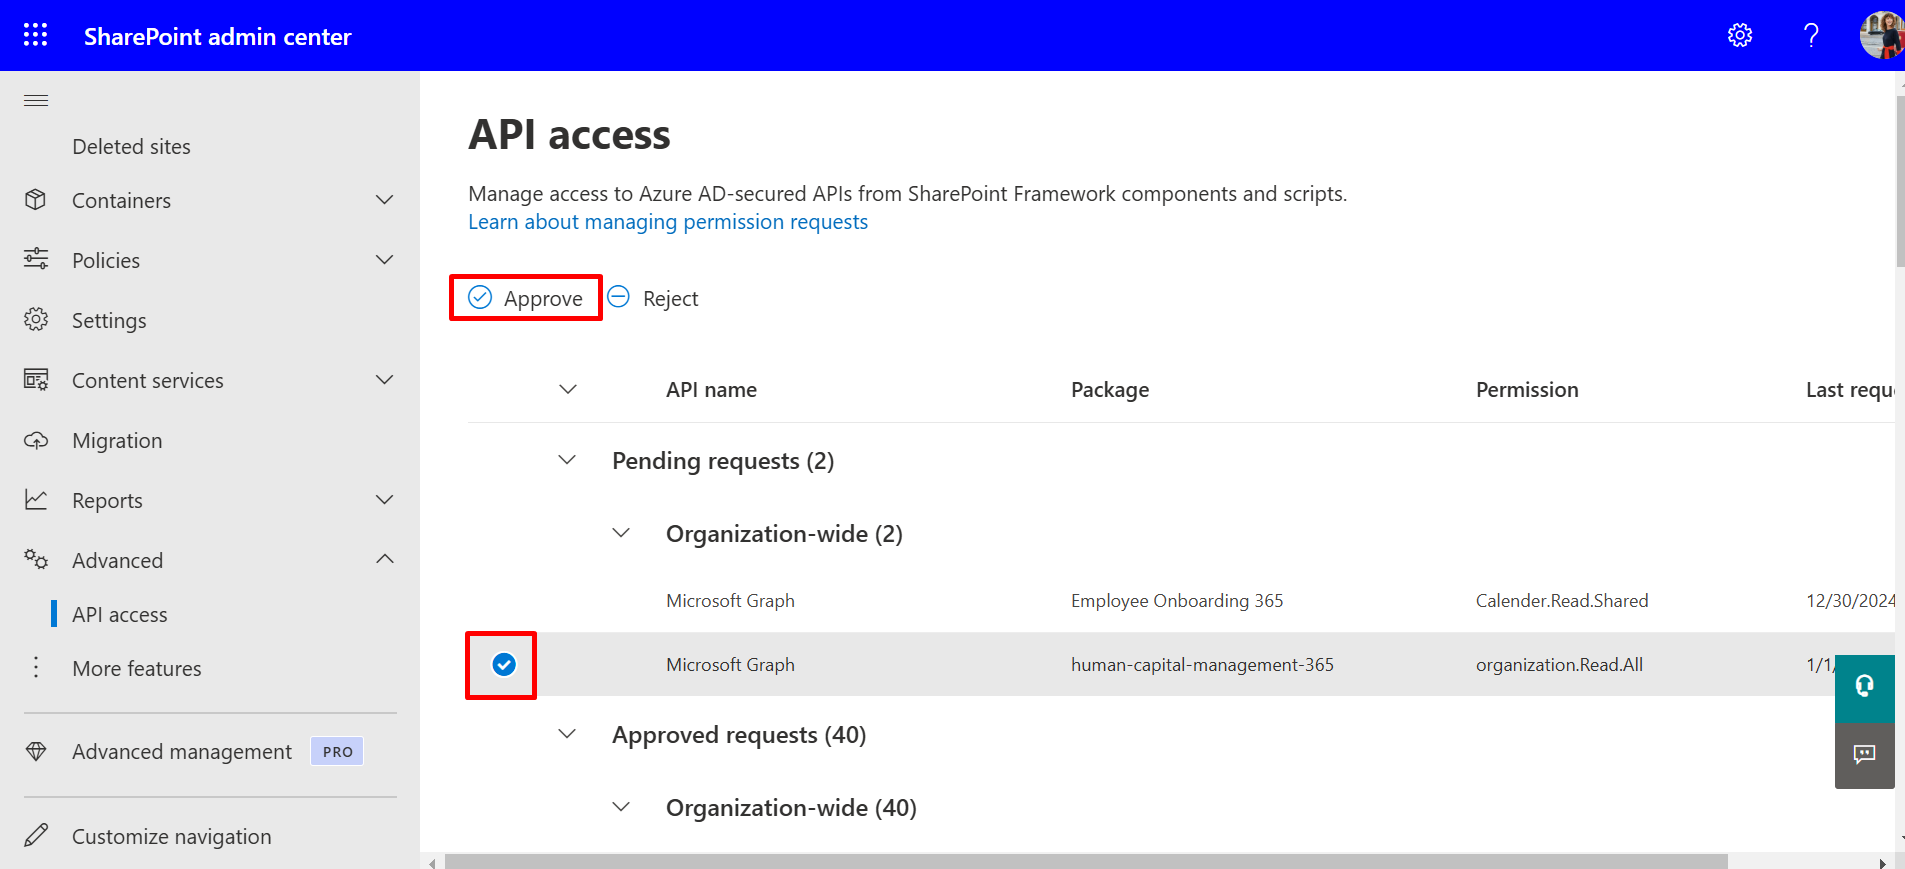 SharePoint admin center
Deleted sites
Containers
Policies
Settings
Content services
Migration
Reports
Advanced
API access
More features
Advanced management PRO
Customize navigation
API access
Manage access to Azure AD-secured APIs from SharePoint Framework components and scripts.
Learn about managing permission requests
Approve Reject
API name Package Permission Last requ
Pending requests (2)
Organization-wide (2)
Microsoft Graph Employee Onboarding 365 Calender.Read.Shared 12/30/2024
Microsoft Graph human-capital-management-365 organization.Read.All 1/1/
Approved requests (40)
Organization-wide (40)